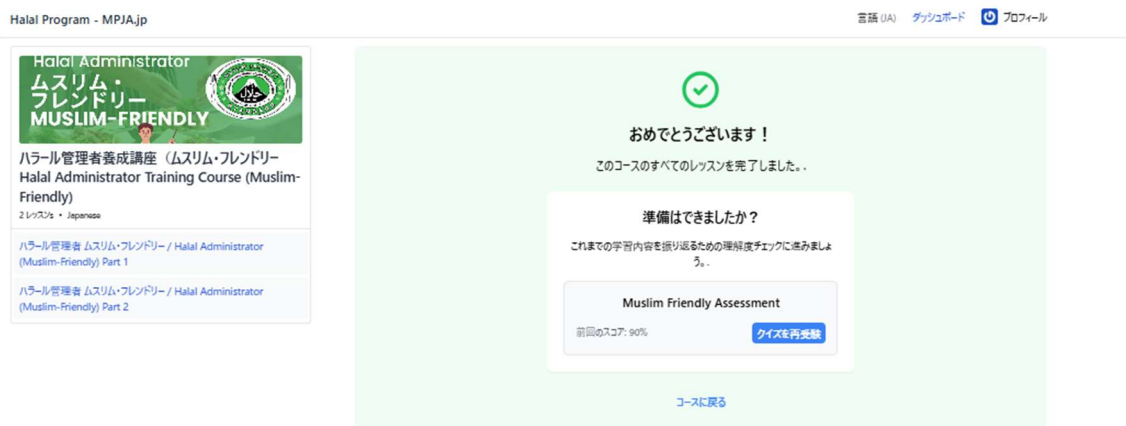 Halal Program - MPJA.jp
言語 (JA)
ダッシュボード
プロフィール
Halal Administrator
ムスリム・
フレンドリー
MUSLIM-FRIENDLY
حلال
ハラール管理者養成講座（ムスリム・フレンドリー
Halal Administrator Training Course (Muslim-
Friendly)
2 レッスン/s • Japanese
ハラール管理者 ムスリム・フレンドリー / Halal Administrator
(Muslim-Friendly) Part 1
ハラール管理者 ムスリム・フレンドリー / Halal Administrator
(Muslim-Friendly) Part 2
おめでとうございます！
このコースのすべてのレッスンを完了しました。.
準備はできましたか？
これまでの学習内容を振り返るための理解度チェックに進みましょ
う。.
Muslim Friendly Assessment
前回のスコア: 90%
クイズを再受験
コースに戻る